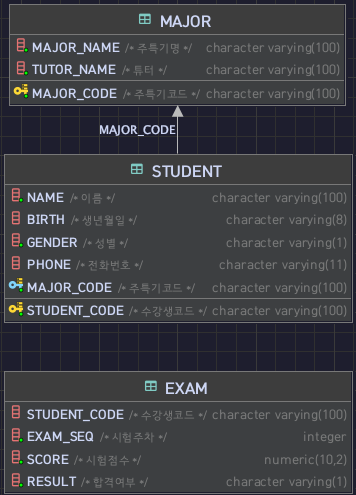 MAJOR
MAJOR_NAME /* 주특기명 */ character varying(100)
TUTOR_NAME /* 튜터 */ character varying(100)
MAJOR_CODE /* 주특기코드 */ character varying(100)
MAJOR_CODE
STUDENT
NAME /* 이름 */ character varying(100)
BIRTH /* 생년월일 */ character varying(8)
GENDER /* 성별 */ character varying(1)
PHONE /* 전화번호 */ character varying(11)
MAJOR_CODE /* 주특기코드 */ character varying(100)
STUDENT_CODE /* 수강생코드 */ character varying(100)
EXAM
STUDENT_CODE /* 수강생코드 */ character varying(100)
EXAM_SEQ /* 시험주차 */ integer
SCORE /* 시험점수 */ numeric(10,2)
RESULT /* 합격여부 */ character varying(1)